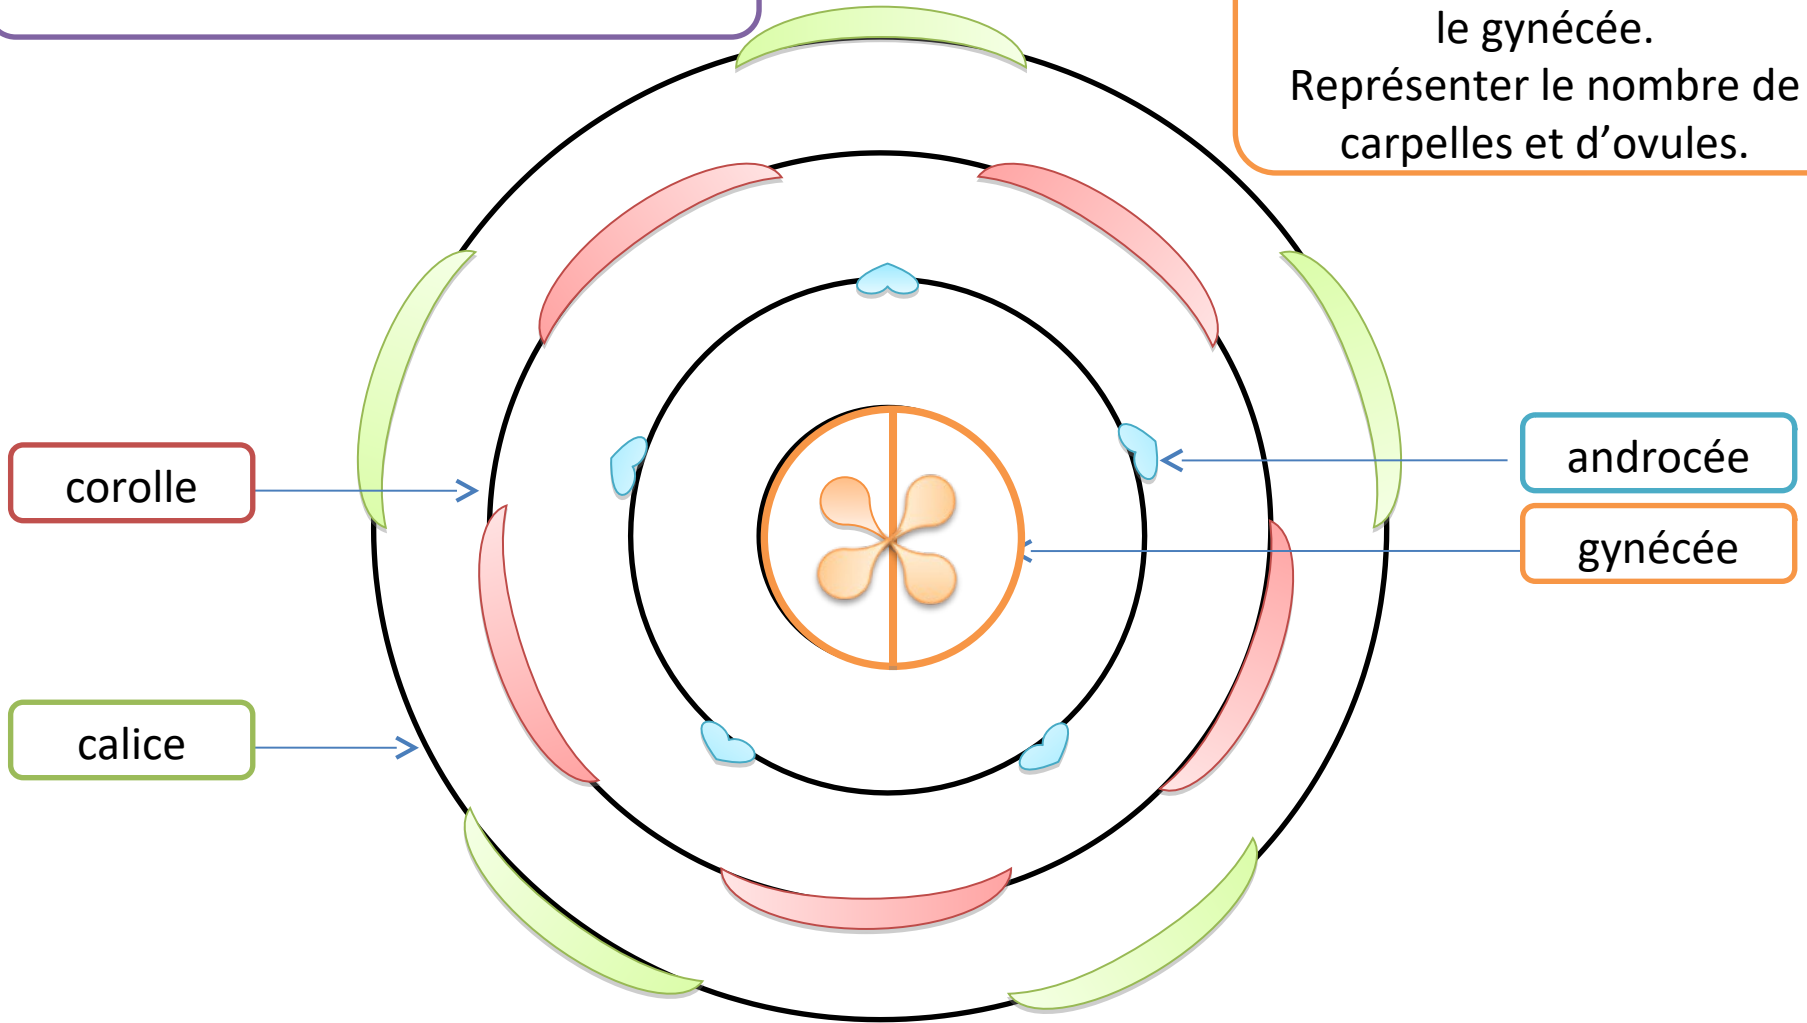 le gynécée.
Représenter le nombre de
carpelles et d’ovules.
androcée
corolle
gynécée
calice